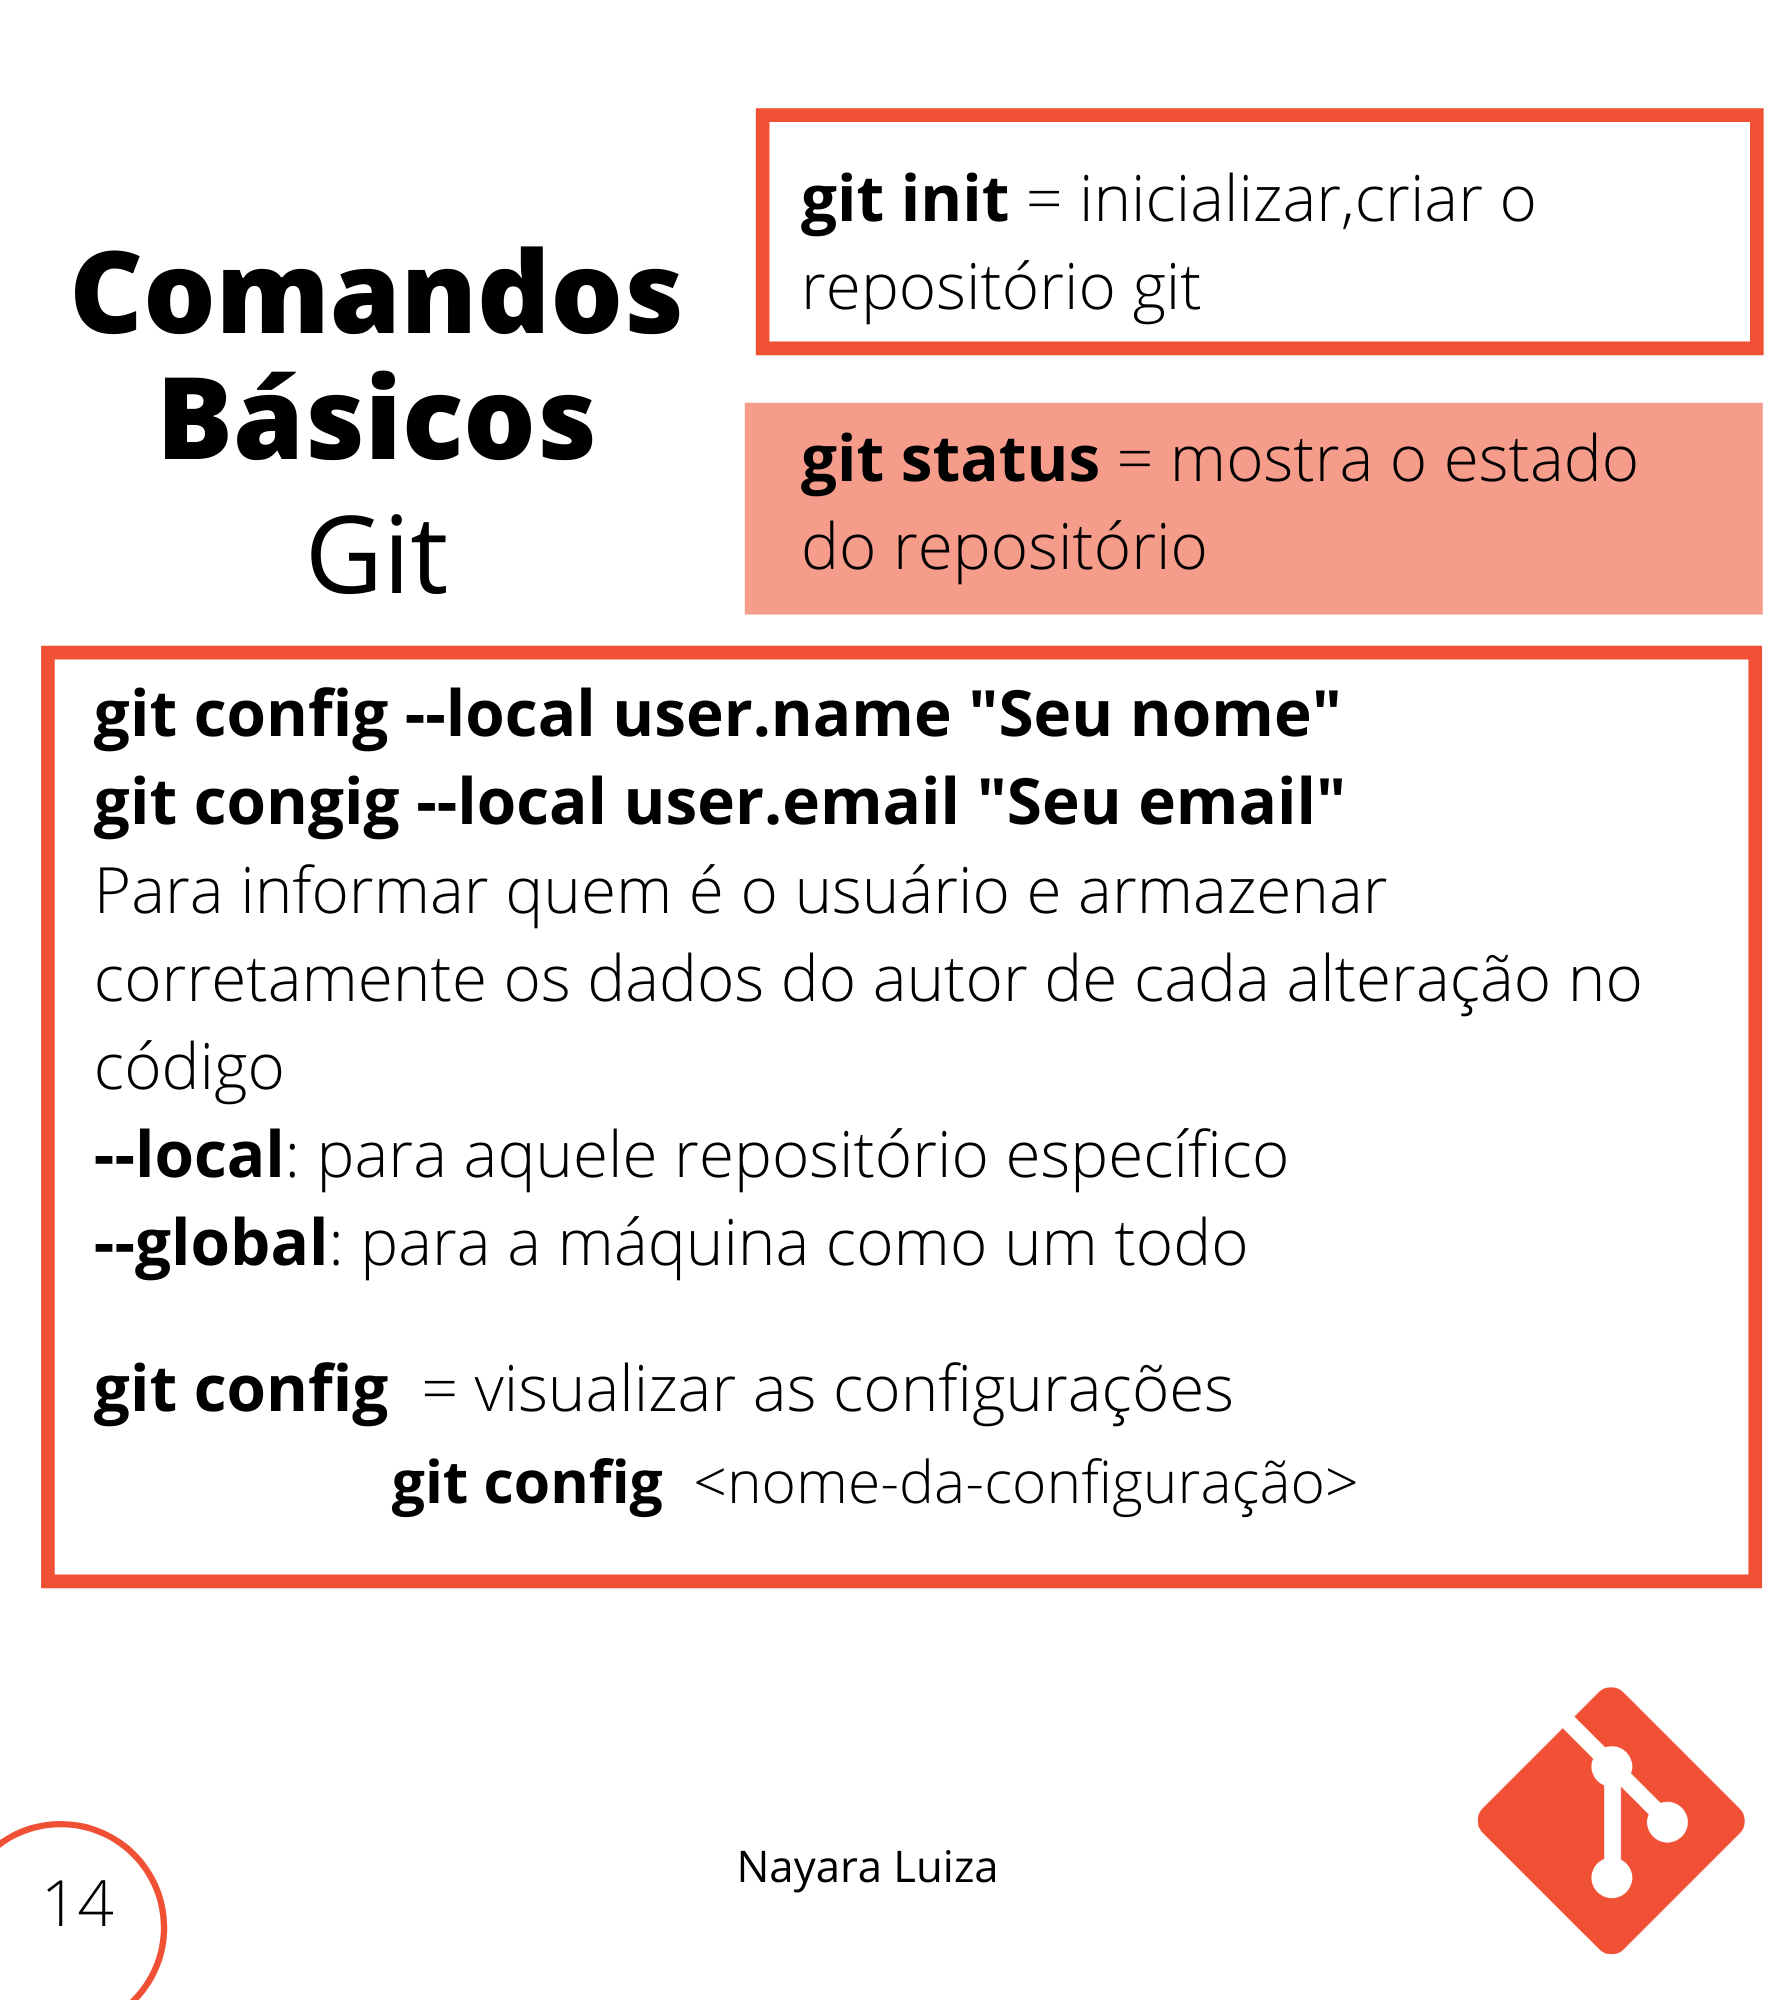 Comandos
Básicos
Git
git init = inicializar,criar o
repositório git
git status = mostra o estado
do repositório
git config --local user.name "Seu nome"
git congig --local user.email "Seu email"
Para informar quem é o usuário e armazenar
corretamente os dados do autor de cada alteração no
código
--local: para aquele repositório específico
--global: para a máquina como um todo
git config = visualizar as configurações
git config <nome-da-configuração>
Nayara Luiza
14